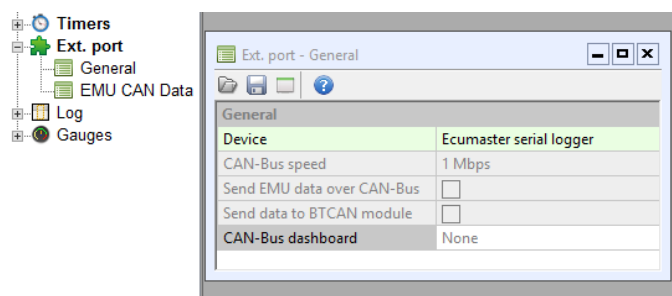 Timers
Ext. port
General
EMU CAN Data
Log
Gauges
Ext. port - General
General
Device Ecumaster serial logger
CAN-Bus speed 1 Mbps
Send EMU data over CAN-Bus
Send data to BTCAN module
CAN-Bus dashboard None